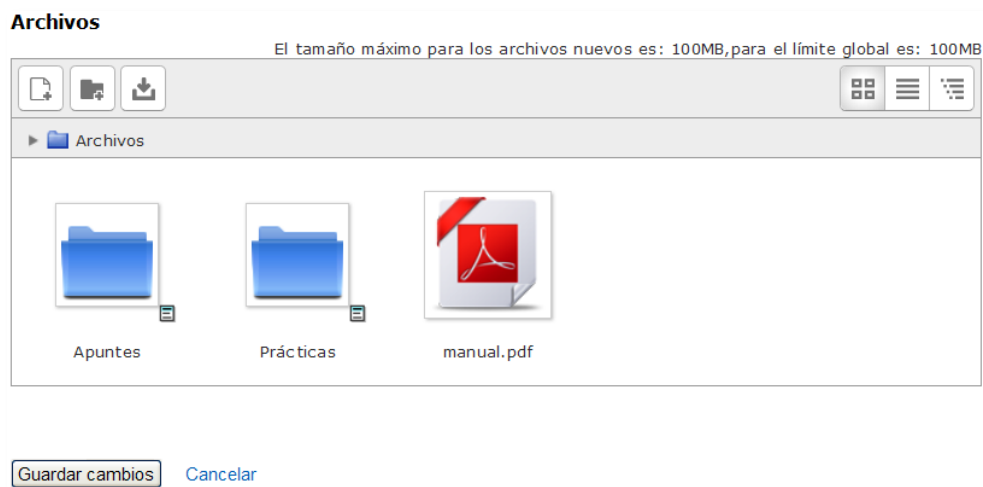 Archivos
El tamaño máximo para los archivos nuevos es: 100MB,para el límite global es: 100MB
Archivos
Apuntes Prácticas manual.pdf
Guardar cambios Cancelar